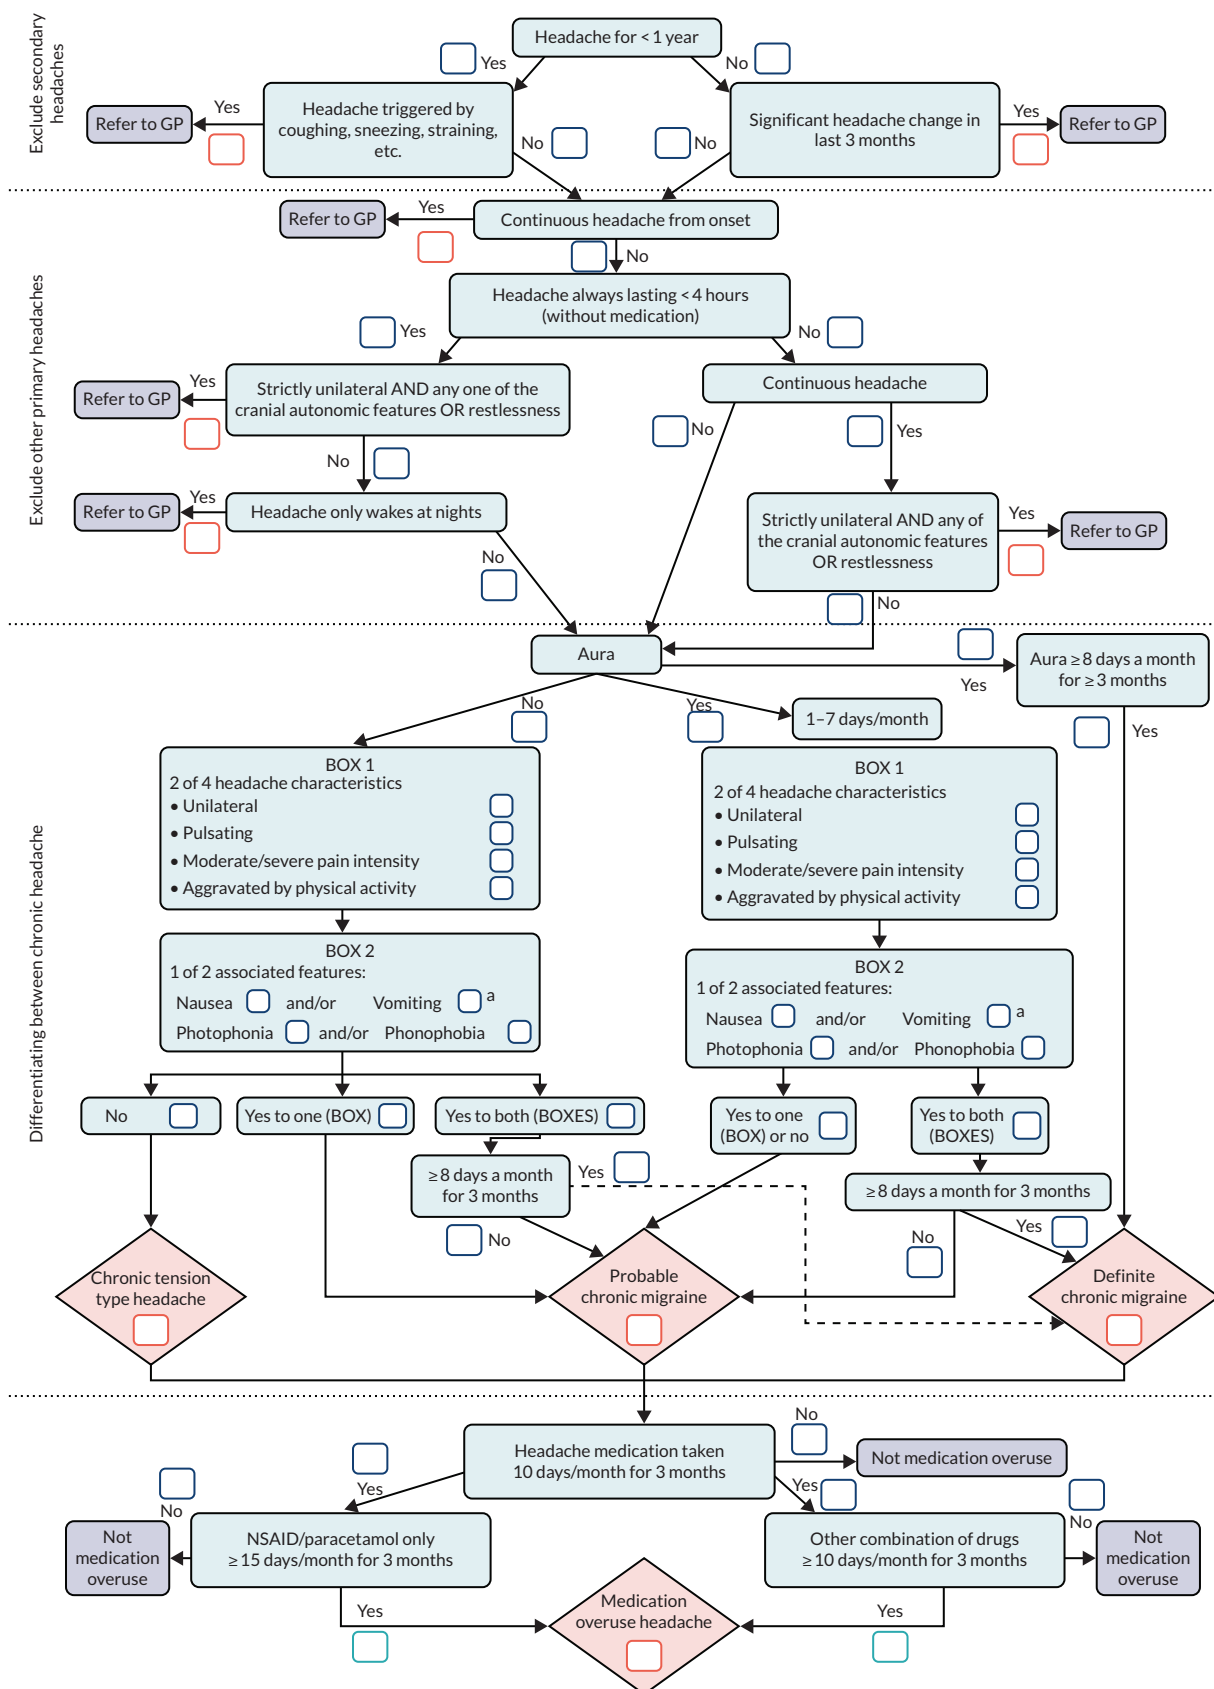 Exclude secondary
headaches
Headache for < 1 year
Yes
No
Refer to GP
Yes
Headache triggered by
coughing, sneezing, straining,
etc.
No
No
Significant headache change in
last 3 months
Yes
Refer to GP
Exclude other primary headaches
Refer to GP
Yes
Continuous headache from onset
No
Headache always lasting < 4 hours
(without medication)
Yes
No
Refer to GP
Yes
Strictly unilateral AND any one of the
cranial autonomic features OR restlessness
Continuous headache
No
No
Yes
Refer to GP
Yes
Headache only wakes at nights
No
Strictly unilateral AND any of
the cranial autonomic features
OR restlessness
Yes
Refer to GP
No
Differentiating between chronic headache
Aura
Yes
Aura ≥ 8 days a month
for ≥ 3 months
No
Yes
1–7 days/month
Yes
BOX 1
2 of 4 headache characteristics
• Unilateral
• Pulsating
• Moderate/severe pain intensity
• Aggravated by physical activity
BOX 1
2 of 4 headache characteristics
• Unilateral
• Pulsating
• Moderate/severe pain intensity
• Aggravated by physical activity
BOX 2
1 of 2 associated features:
Nausea and/or Vomiting a
Photophonia and/or Phonophobia
BOX 2
1 of 2 associated features:
Nausea and/or Vomiting a
Photophonia and/or Phonophobia
No
Yes to one (BOX)
Yes to both (BOXES)
Yes to one
(BOX) or no
Yes to both
(BOXES)
≥ 8 days a month
for 3 months
Yes
No
≥ 8 days a month for 3 months
No
Yes
Chronic tension
type headache
Probable
chronic migraine
Definite
chronic migraine
Headache medication taken
10 days/month for 3 months
No
Not medication overuse
Yes
Yes
No
Not
medication
overuse
NSAID/paracetamol only
≥ 15 days/month for 3 months
Other combination of drugs
≥ 10 days/month for 3 months
No
Not
medication
overuse
Yes
Medication
overuse headache
Yes